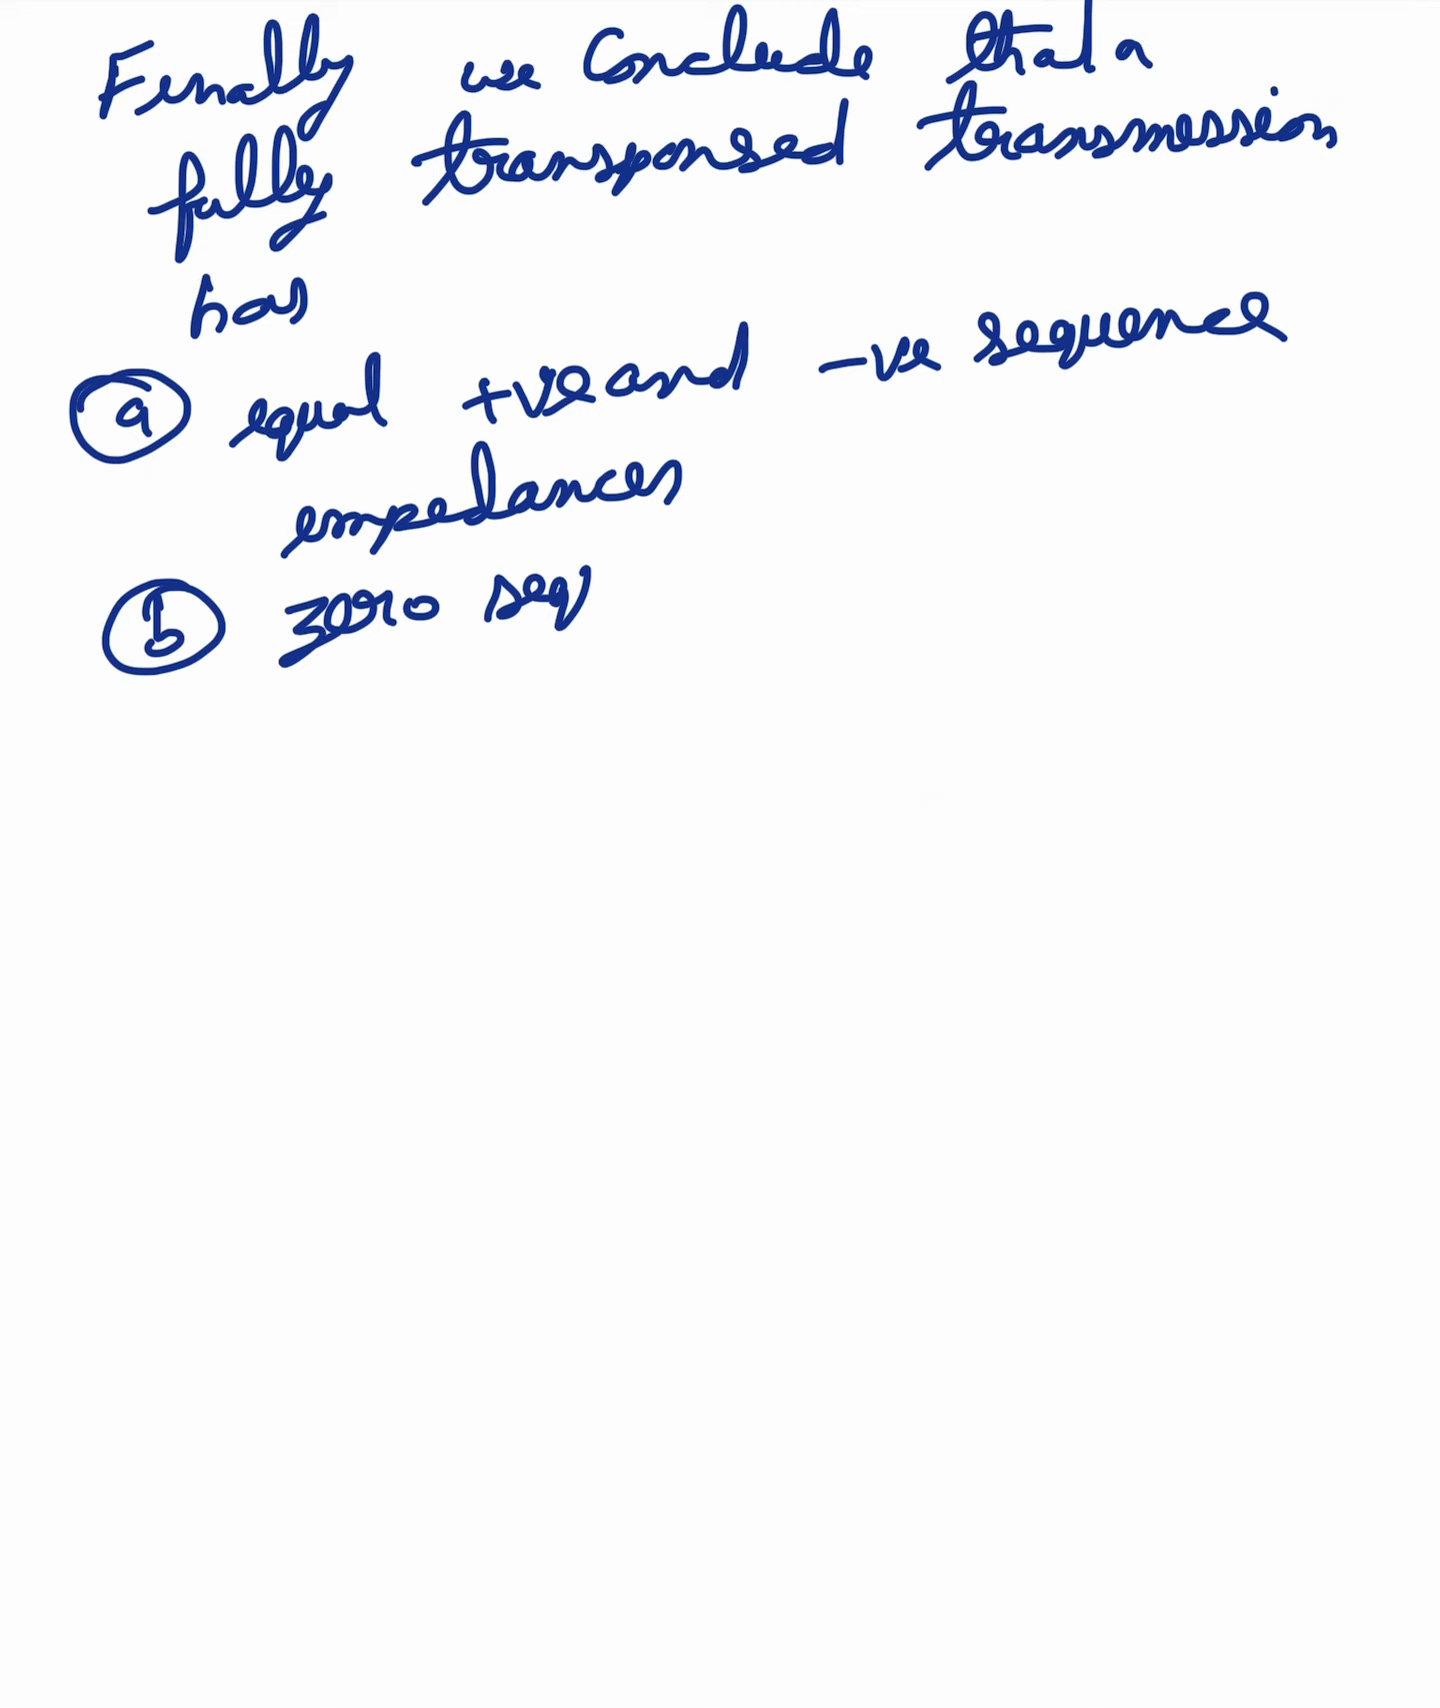 Finally we conclude that a
fully transponsed transmission
has
(a) equal +ve and -ve sequence
impedances
(b) zero seq